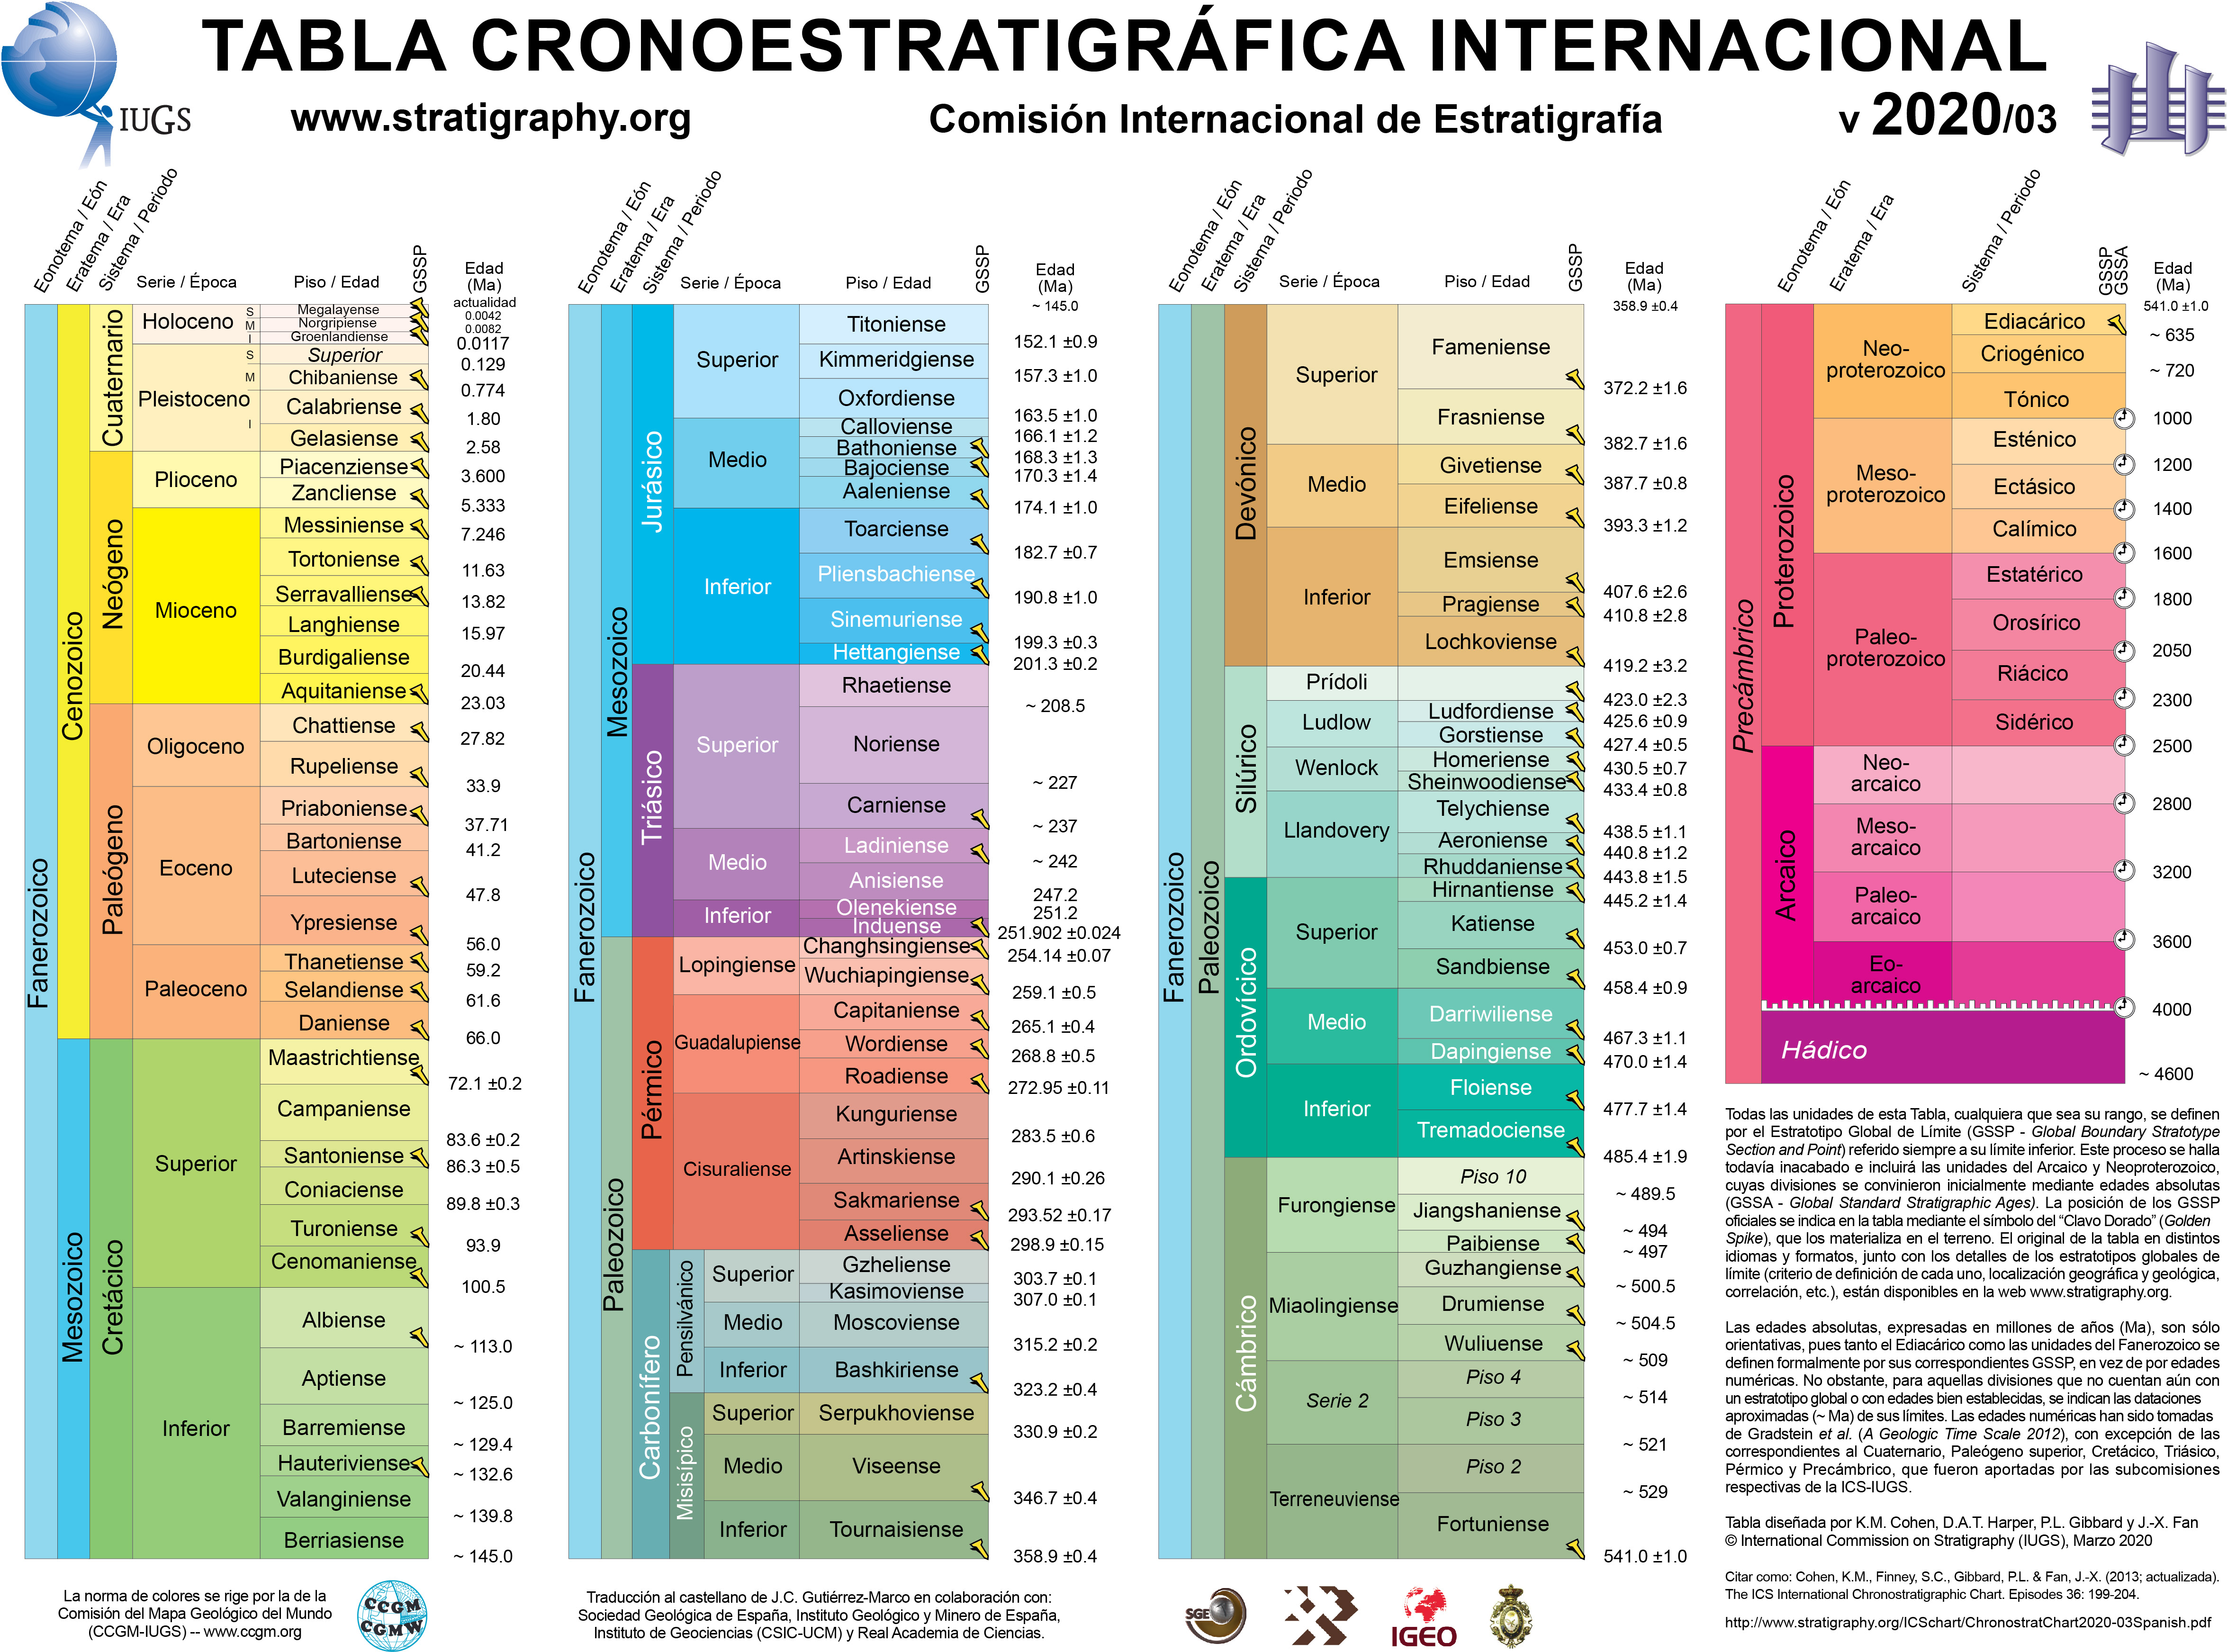 TABLA CRONOESTRATIGRÁFICA INTERNACIONAL
IUGS
www.stratigraphy.org
Comisión Internacional de Estratigrafía
v 2020/03
Eonotema / Eón
Eratema / Era
Sistema / Periodo
Serie / Época
Piso / Edad
GSSP
Edad
(Ma)
Fanerozoico
Cenozoico
Cuaternario
Holoceno
S
M
I
Megalayense
Norgripiense
Groenlandiense
actualidad
0.0042
0.0082
0.0117
Pleistoceno
S
M
I
Superior
0.129
Chibaniense
0.774
Calabriense
1.80
Gelasiense
2.58
Neógeno
Plioceno
Piacenziense
3.600
Zancliense
5.333
Mioceno
Messiniense
7.246
Tortoniense
11.63
Serravalliense
13.82
Langhiense
15.97
Burdigaliense
20.44
Aquitaniense
23.03
Paleógeno
Oligoceno
Chattiense
27.82
Rupeliense
33.9
Eoceno
Priaboniense
37.71
Bartoniense
41.2
Luteciense
47.8
Ypresiense
56.0
Paleoceno
Thanetiense
59.2
Selandiense
61.6
Daniense
66.0
Mesozoico
Cretácico
Superior
Maastrichtiense
72.1 ±0.2
Campaniense
83.6 ±0.2
Santoniense
86.3 ±0.5
Coniaciense
89.8 ±0.3
Turoniense
93.9
Cenomaniense
100.5
Inferior
Albiense
~ 113.0
Aptiense
~ 125.0
Barremiense
~ 129.4
Hauteriviense
~ 132.6
Valanginiense
~ 139.8
Berriasiense
~ 145.0
Eonotema / Eón
Eratema / Era
Sistema / Periodo
Serie / Época
Piso / Edad
GSSP
Edad
(Ma)
~ 145.0
Fanerozoico
Mesozoico
Jurásico
Superior
Titoniense
152.1 ±0.9
Kimmeridgiense
157.3 ±1.0
Oxfordiense
163.5 ±1.0
Medio
Calloviense
166.1 ±1.2
Bathoniense
168.3 ±1.3
Bajociense
170.3 ±1.4
Aaleniense
174.1 ±1.0
Inferior
Toarciense
182.7 ±0.7
Pliensbachiense
190.8 ±1.0
Sinemuriense
199.3 ±0.3
Hettangiense
201.3 ±0.2
Triásico
Superior
Rhaetiense
~ 208.5
Noriense
~ 227
Carniense
~ 237
Medio
Ladiniense
~ 242
Anisiense
247.2
Inferior
Olenekiense
251.2
Induense
251.902 ±0.024
Paleozoico
Pérmico
Lopingiense
Changhsingiense
254.14 ±0.07
Wuchiapingiense
259.1 ±0.5
Guadalupiense
Capitaniense
265.1 ±0.4
Wordiense
268.8 ±0.5
Roadiense
272.95 ±0.11
Cisuraliense
Kunguriense
283.5 ±0.6
Artinskiense
290.1 ±0.26
Sakmariense
293.52 ±0.17
Asseliense
298.9 ±0.15
Carbonífero
Pensilvánico
Superior
Gzheliense
303.7 ±0.1
Kasimoviense
307.0 ±0.1
Medio
Moscoviense
315.2 ±0.2
Inferior
Bashkiriense
323.2 ±0.4
Misisípico
Superior
Serpukhoviense
330.9 ±0.2
Medio
Viseense
346.7 ±0.4
Inferior
Tournaisiense
358.9 ±0.4
Eonotema / Eón
Eratema / Era
Sistema / Periodo
Serie / Época
Piso / Edad
GSSP
Edad
(Ma)
358.9 ±0.4
Fanerozoico
Paleozoico
Devónico
Superior
Fameniense
372.2 ±1.6
Frasniense
382.7 ±1.6
Medio
Givetiense
387.7 ±0.8
Eifeliense
393.3 ±1.2
Inferior
Emsiense
407.6 ±2.6
Pragiense
410.8 ±2.8
Lochkoviense
419.2 ±3.2
Silúrico
Prídoli
423.0 ±2.3
Ludlow
Ludfordiense
425.6 ±0.9
Gorstiense
427.4 ±0.5
Wenlock
Homeriense
430.5 ±0.7
Sheinwoodiense
433.4 ±0.8
Llandovery
Telychiense
438.5 ±1.1
Aeroniense
440.8 ±1.2
Rhuddaniense
443.8 ±1.5
Ordovícico
Superior
Hirnantiense
445.2 ±1.4
Katiense
453.0 ±0.7
Sandbiense
458.4 ±0.9
Medio
Darriwiliense
467.3 ±1.1
Dapingiense
470.0 ±1.4
Inferior
Floiense
477.7 ±1.4
Tremadociense
485.4 ±1.9
Cámbrico
Furongiense
Piso 10
~ 489.5
Jiangshaniense
~ 494
Paibiense
~ 497
Miaolingiense
Guzhangiense
~ 500.5
Drumiense
~ 504.5
Wuliuense
~ 509
Serie 2
Piso 4
~ 514
Piso 3
~ 521
Terreneuviense
Piso 2
~ 529
Fortuniense
541.0 ±1.0
Eonotema / Eón
Eratema / Era
Sistema / Periodo
GSSP
GSSA
Edad
(Ma)
541.0 ±1.0
Precámbrico
Proterozoico
Neo-
proterozoico
Ediacárico
~ 635
Criogénico
~ 720
Tónico
1000
Meso-
proterozoico
Esténico
1200
Ectásico
1400
Calímico
1600
Paleo-
proterozoico
Estatérico
1800
Orosírico
2050
Riácico
2300
Sidérico
2500
Arcaico
Neo-
arcaico
2800
Meso-
arcaico
3200
Paleo-
arcaico
3600
Eo-
arcaico
4000
Hádico
~ 4600
Todas las unidades de esta Tabla, cualquiera que sea su rango, se definen
por el Estratotipo Global de Límite (GSSP - Global Boundary Stratotype
Section and Point) referido siempre a su límite inferior. Este proceso se halla
todavía inacabado e incluirá las unidades del Arcaico y Neoproterozoico,
cuyas divisiones se convinieron inicialmente mediante edades absolutas
(GSSA - Global Standard Stratigraphic Ages). La posición de los GSSP
oficiales se indica en la tabla mediante el símbolo del “Clavo Dorado” (Golden
Spike), que los materializa en el terreno. El original de la tabla en distintos
idiomas y formatos, junto con los detalles de los estratotipos globales de
límite (criterio de definición de cada uno, localización geográfica y geológica,
correlación, etc.), están disponibles en la web www.stratigraphy.org.
Las edades absolutas, expresadas en millones de años (Ma), son sólo
orientativas, pues tanto el Ediacárico como las unidades del Fanerozoico se
definen formalmente por sus correspondientes GSSP, en vez de por edades
numéricas. No obstante, para aquellas divisiones que no cuentan aún con
un estratotipo global o con edades bien establecidas, se indican las dataciones
aproximadas (~ Ma) de sus límites. Las edades numéricas han sido tomadas
de Gradstein et al. (A Geologic Time Scale 2012), con excepción de las
correspondientes al Cuaternario, Paleógeno superior, Cretácico, Triásico,
Pérmico y Precámbrico, que fueron aportadas por las subcomisiones
respectivas de la ICS-IUGS.
Tabla diseñada por K.M. Cohen, D.A.T. Harper, P.L. Gibbard y J.-X. Fan
© International Commission on Stratigraphy (IUGS), Marzo 2020
Citar como: Cohen, K.M., Finney, S.C., Gibbard, P.L. & Fan, J.-X. (2013; actualizada).
The ICS International Chronostratigraphic Chart. Episodes 36: 199-204.
http://www.stratigraphy.org/ICSchart/ChronostratChart2020-03Spanish.pdf
La norma de colores se rige por la de la
Comisión del Mapa Geológico del Mundo
(CCGM-IUGS) -- www.ccgm.org
CCGM
CGMW
Traducción al castellano de J.C. Gutiérrez-Marco en colaboración con:
Sociedad Geológica de España, Instituto Geológico y Minero de España,
Instituto de Geociencias (CSIC-UCM) y Real Academia de Ciencias.
SGE
IGEO